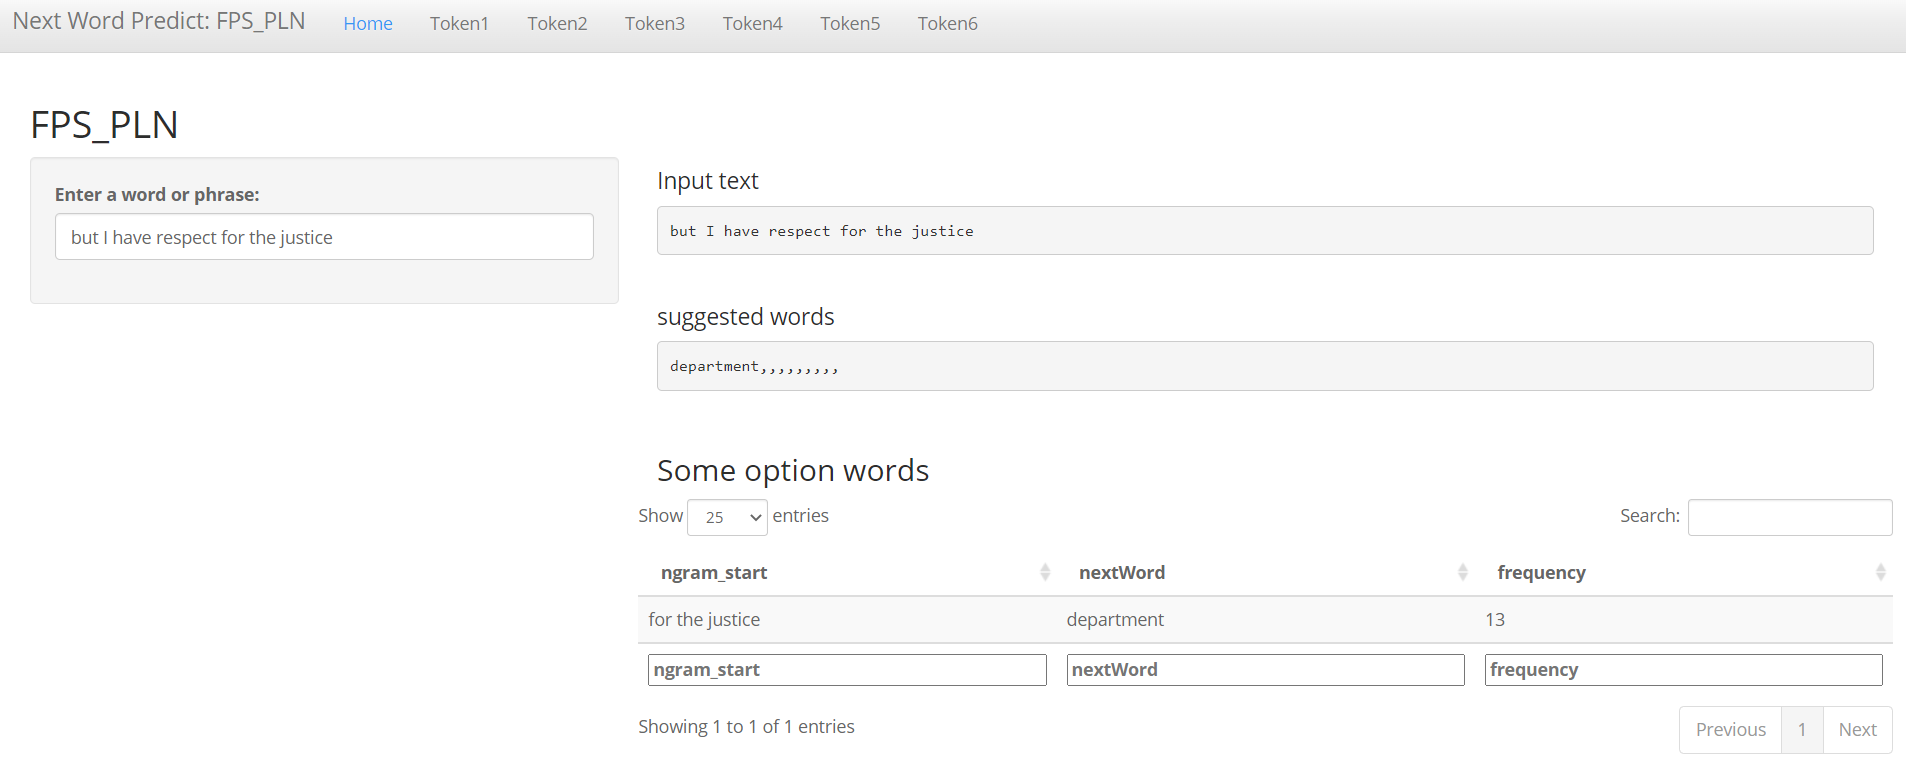 Next Word Predict: FPS_PLN Home Token1 Token2 Token3 Token4 Token5 Token6
FPS_PLN
Enter a word or phrase:
but I have respect for the justice
Input text
but I have respect for the justice
suggested words
department,,,,,,,,,
Some option words
Show 25 entries Search:
ngram_start nextWord frequency
for the justice department 13
ngram_start nextWord frequency
Showing 1 to 1 of 1 entries
Previous 1 Next